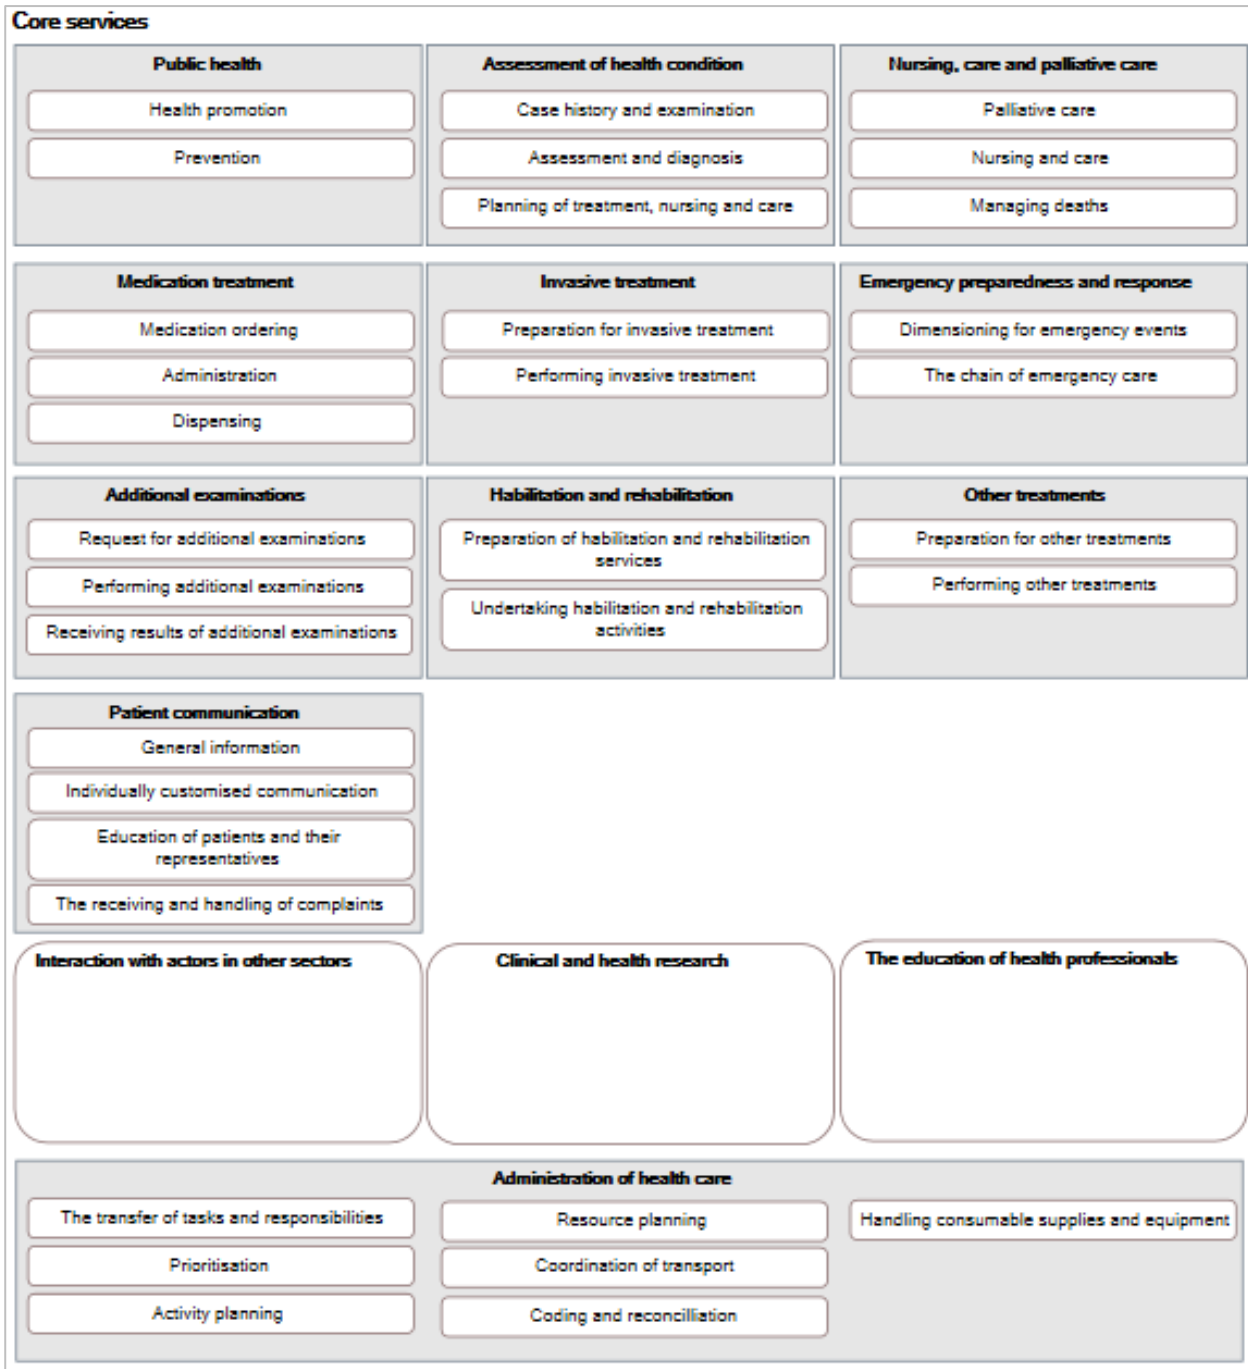 Core services
Public health
Health promotion
Prevention
Assessment of health condition
Case history and examination
Assessment and diagnosis
Planning of treatment, nursing and care
Nursing, care and palliative care
Palliative care
Nursing and care
Managing deaths
Medication treatment
Medication ordering
Administration
Dispensing
Invasive treatment
Preparation for invasive treatment
Performing invasive treatment
Emergency preparedness and response
Dimensioning for emergency events
The chain of emergency care
Additional examinations
Request for additional examinations
Performing additional examinations
Receiving results of additional examinations
Habilitation and rehabilitation
Preparation of habilitation and rehabilitation
services
Undertaking habilitation and rehabilitation
activities
Other treatments
Preparation for other treatments
Performing other treatments
Patient communication
General information
Individually customised communication
Education of patients and their
representatives
The receiving and handling of complaints
Interaction with actors in other sectors
Clinical and health research
The education of health professionals
Administration of health care
The transfer of tasks and responsibilities
Prioritisation
Activity planning
Resource planning
Coordination of transport
Coding and reconcilliation
Handling consumable supplies and equipment